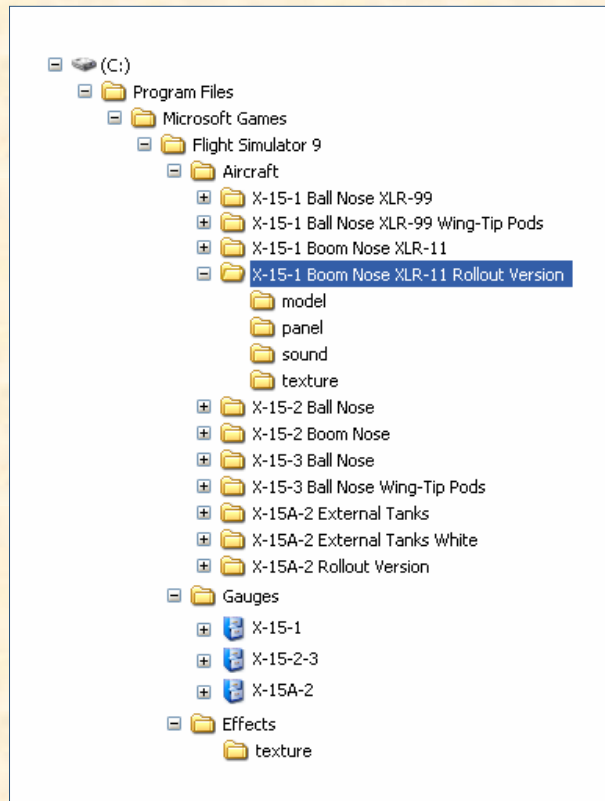 (C:)
Program Files
Microsoft Games
Flight Simulator 9
Aircraft
X-15-1 Ball Nose XLR-99
X-15-1 Ball Nose XLR-99 Wing-Tip Pods
X-15-1 Boom Nose XLR-11
X-15-1 Boom Nose XLR-11 Rollout Version
model
panel
sound
texture
X-15-2 Ball Nose
X-15-2 Boom Nose
X-15-3 Ball Nose
X-15-3 Ball Nose Wing-Tip Pods
X-15A-2 External Tanks
X-15A-2 External Tanks White
X-15A-2 Rollout Version
Gauges
X-15-1
X-15-2-3
X-15A-2
Effects
texture